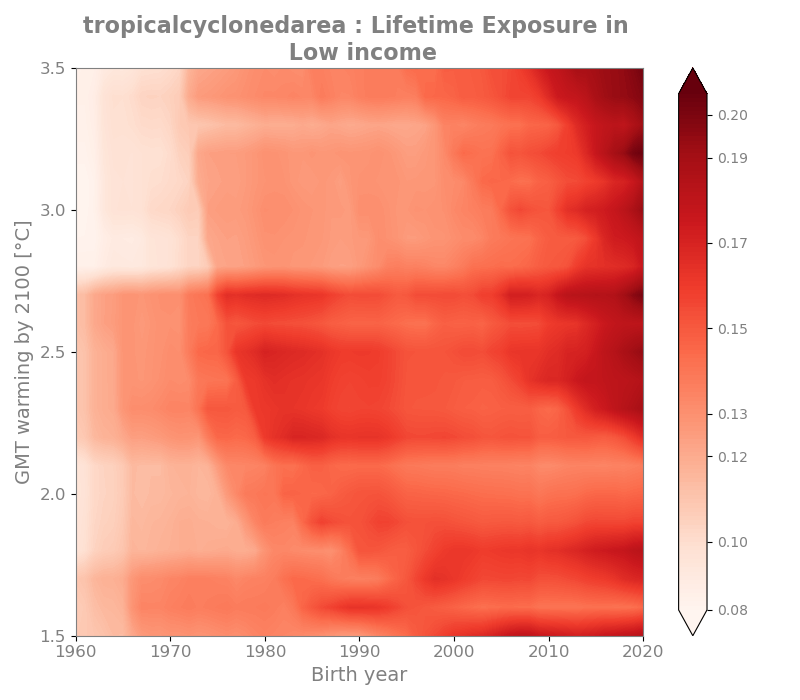 tropicalcyclonedarea : Lifetime Exposure in
Low income
GMT warming by 2100 [°C]
3.5
3.0
2.5
2.0
1.5
1960 1970 1980 1990 2000 2010 2020
Birth year
0.20
0.19
0.17
0.15
0.13
0.12
0.10
0.08